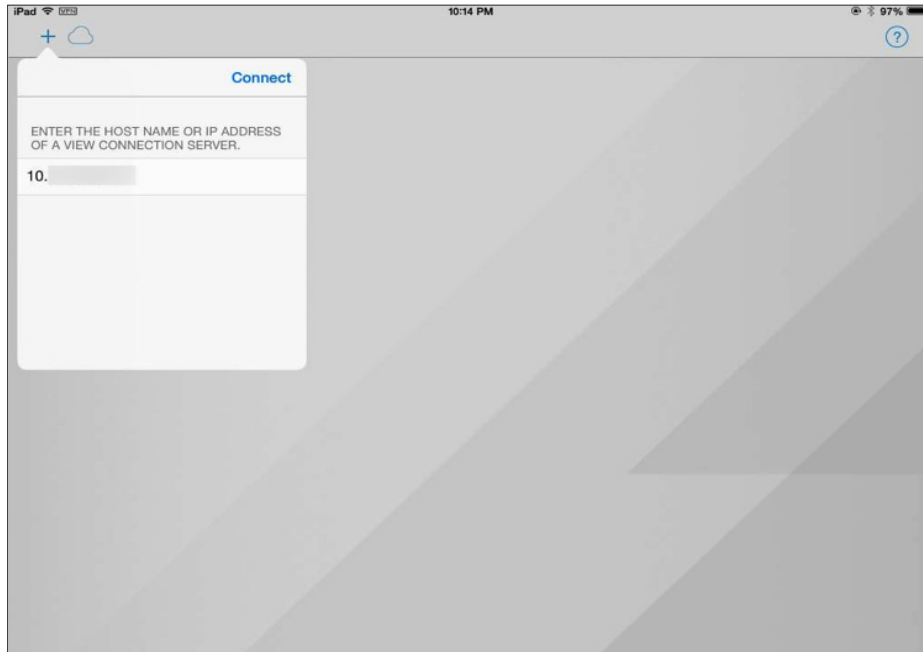 iPad VPN 10:14 PM 97%
+ ?
Connect
ENTER THE HOST NAME OR IP ADDRESS
OF A VIEW CONNECTION SERVER.
10.